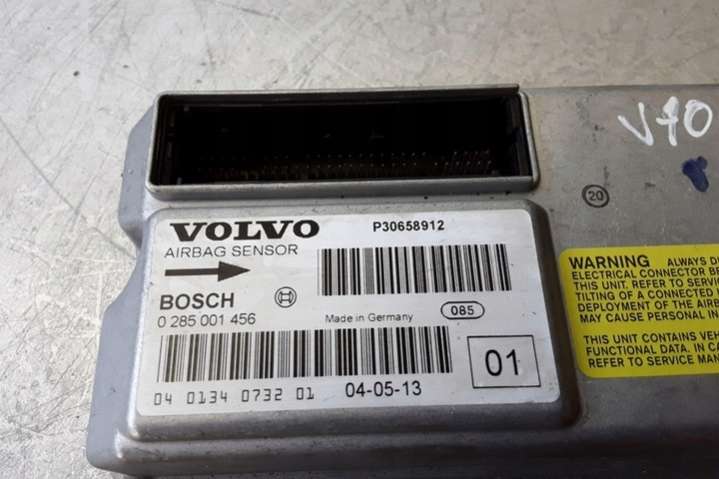 V70
20
VOLVO P30658912
AIRBAG SENSOR
BOSCH
0 285 001 456 Made in Germany 085
01
04 0134 0732 01 04-05-13
WARNING ALWAYS
ELECTRICAL CONNECTOR
THIS UNIT. REFER TO
TILTING OF A CONNECTED
DEPLOYMENT OF THE
MAY CAUSE PERSONAL
THIS UNIT CONTAINS
FUNCTIONAL DATA. IN
REFER TO SERVICE